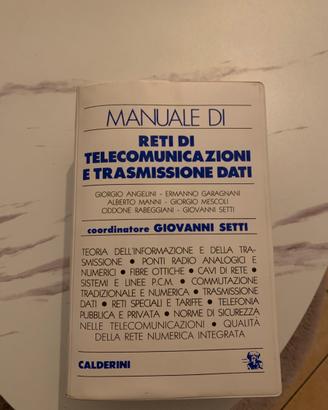 MANUALE DI
RETI DI
TELECOMUNICAZIONI
E TRASMISSIONE DATI
GIORGIO ANGELINI - ERMANNO GARAGNANI
ALBERTO MANNI - GIORGIO MESCOLI
ODDONE RABEGGIANI - GIOVANNI SETTI
coordinatore GIOVANNI SETTI
TEORIA DELL'INFORMAZIONE E DELLA TRA-
SMISSIONE ● PONTI RADIO ANALOGICI E
NUMERICI ● FIBRE OTTICHE ● CAVI DI RETE ●
SISTEMI E LINEE P.C.M. ● COMMUTAZIONE
TRADIZIONALE E NUMERICA ● TRASMISSIONE
DATI ● RETI SPECIALI E TARIFFE ● TELEFONIA
PUBBLICA E PRIVATA ● NORME DI SICUREZZA
NELLE TELECOMUNICAZIONI ● QUALITÀ
DELLA RETE NUMERICA INTEGRATA
CALDERINI